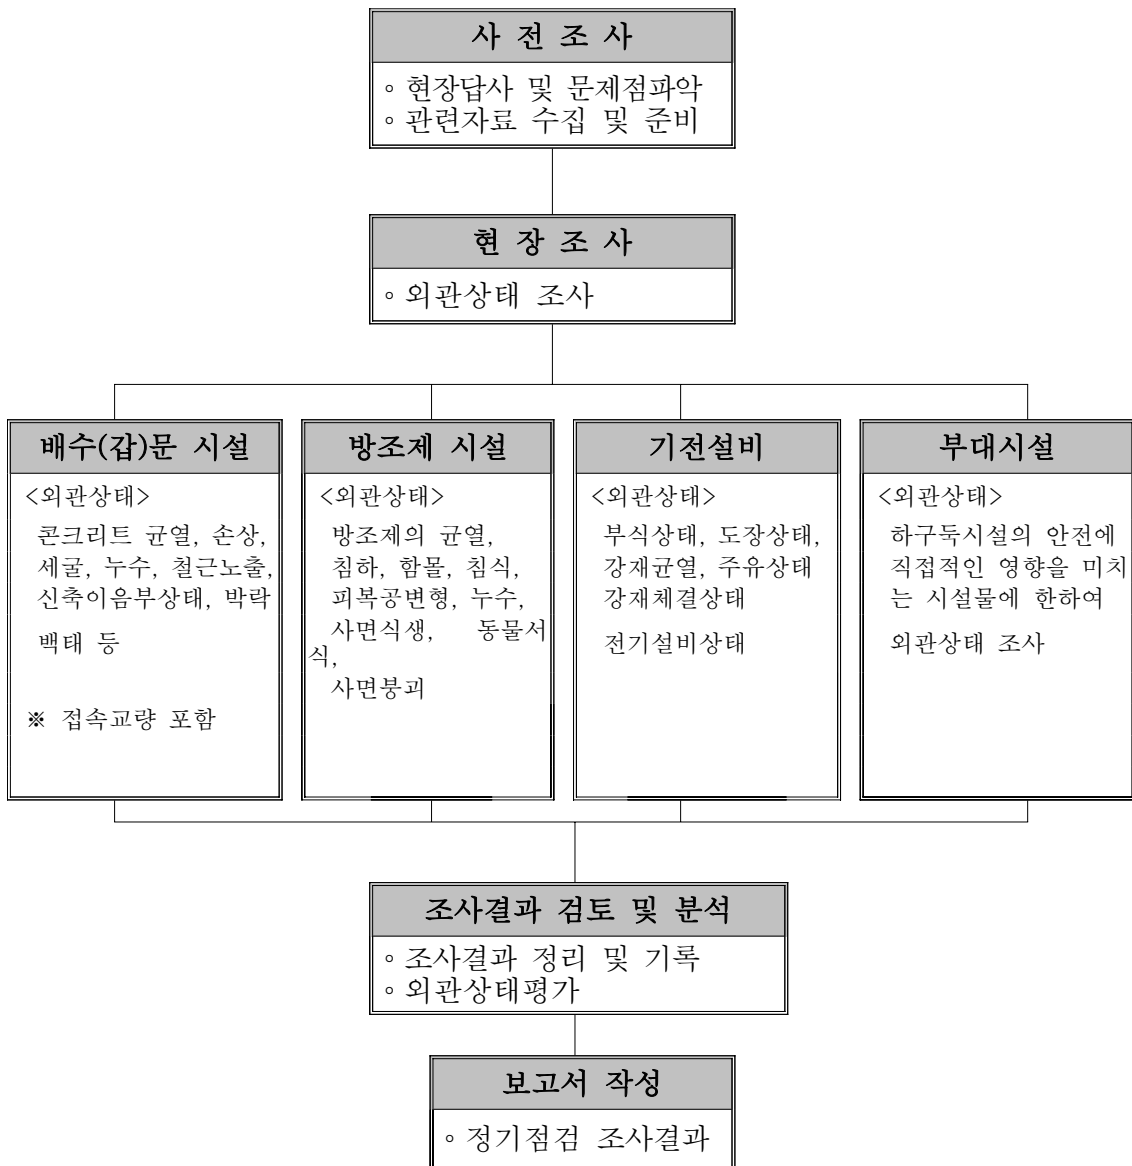 사 전 조 사
◦ 현장답사 및 문제점파악
◦ 관련자료 수집 및 준비
현 장 조 사
◦ 외관상태 조사
배수(갑)문 시설
<외관상태>
콘크리트 균열, 손상,
세굴, 누수, 철근노출,
신축이음부상태, 박락
백태 등
※ 접속교량 포함
방조제 시설
<외관상태>
방조제의 균열,
침하, 함몰, 침식,
피복공변형, 누수,
사면식생, 동물서
식,
사면붕괴
기전설비
<외관상태>
부식상태, 도장상태,
강재균열, 주유상태
강재체결상태
전기설비상태
부대시설
<외관상태>
하구둑시설의 안전에
직접적인 영향을 미치
는 시설물에 한하여
외관상태 조사
조사결과 검토 및 분석
◦ 조사결과 정리 및 기록
◦ 외관상태평가
보고서 작성
◦ 정기점검 조사결과